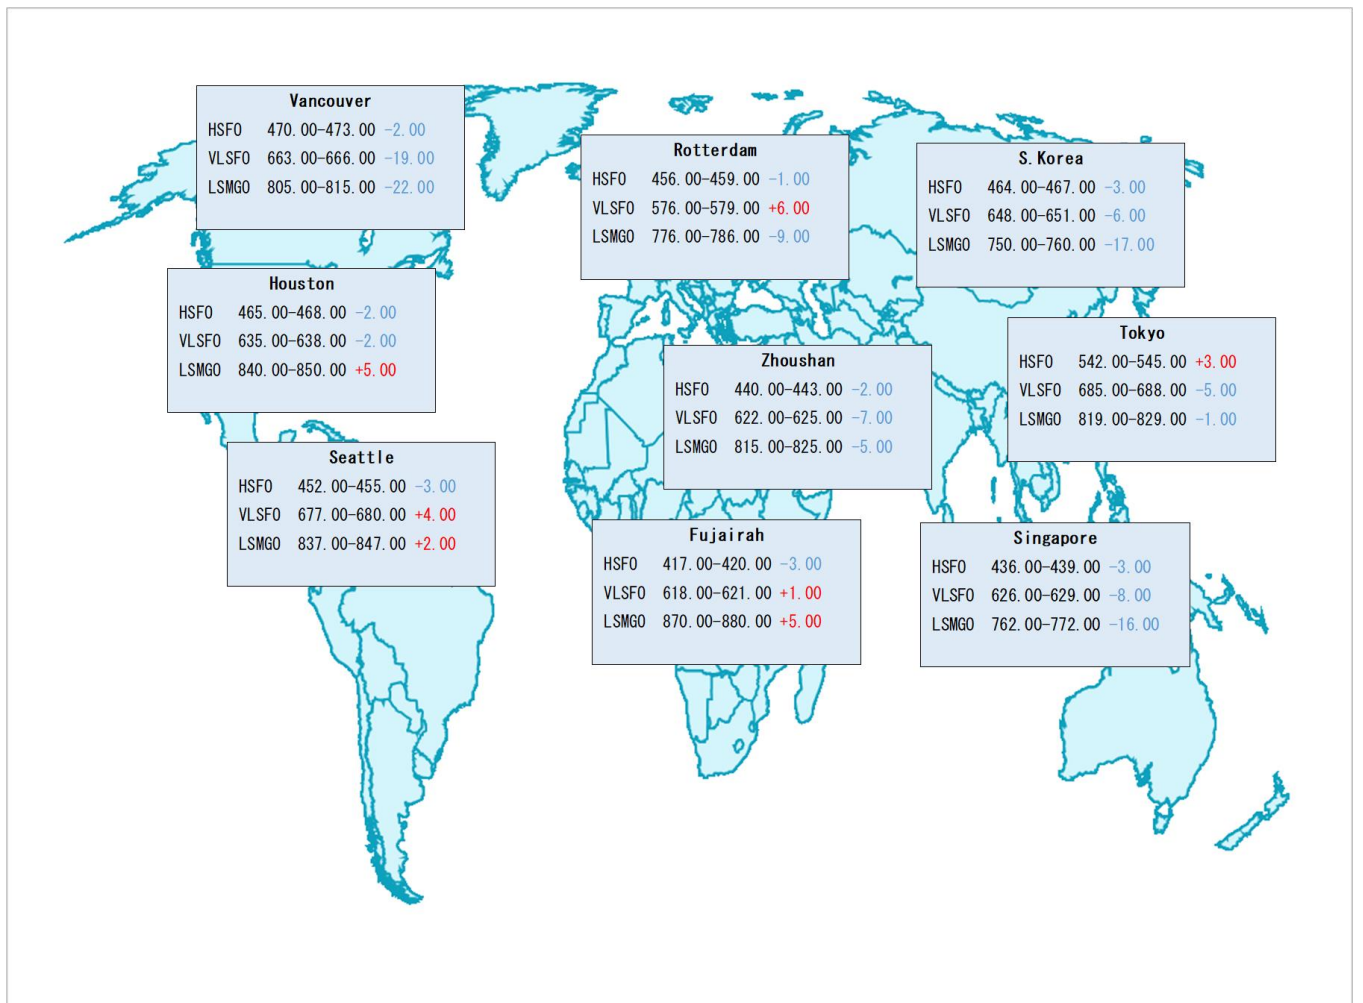 Vancouver
HSFO 470.00-473.00 -2.00
VLSFO 663.00-666.00 -19.00
LSMGO 805.00-815.00 -22.00
Rotterdam
HSFO 456.00-459.00 -1.00
VLSFO 576.00-579.00 +6.00
LSMGO 776.00-786.00 -9.00
S.Korea
HSFO 464.00-467.00 -3.00
VLSFO 648.00-651.00 -6.00
LSMGO 750.00-760.00 -17.00
Houston
HSFO 465.00-468.00 -2.00
VLSFO 635.00-638.00 -2.00
LSMGO 840.00-850.00 +5.00
Zhoushan
HSFO 440.00-443.00 -2.00
VLSFO 622.00-625.00 -7.00
LSMGO 815.00-825.00 -5.00
Tokyo
HSFO 542.00-545.00 +3.00
VLSFO 685.00-688.00 -5.00
LSMGO 819.00-829.00 -1.00
Seattle
HSFO 452.00-455.00 -3.00
VLSFO 677.00-680.00 +4.00
LSMGO 837.00-847.00 +2.00
Fujairah
HSFO 417.00-420.00 -3.00
VLSFO 618.00-621.00 +1.00
LSMGO 870.00-880.00 +5.00
Singapore
HSFO 436.00-439.00 -3.00
VLSFO 626.00-629.00 -8.00
LSMGO 762.00-772.00 -16.00